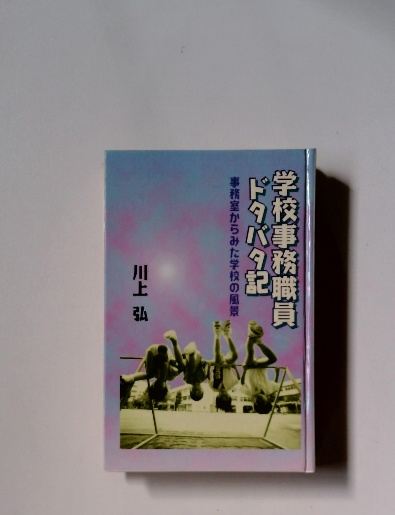 学校事務職員
ドタバタ記
事務室からみた学校の風景
川上 弘